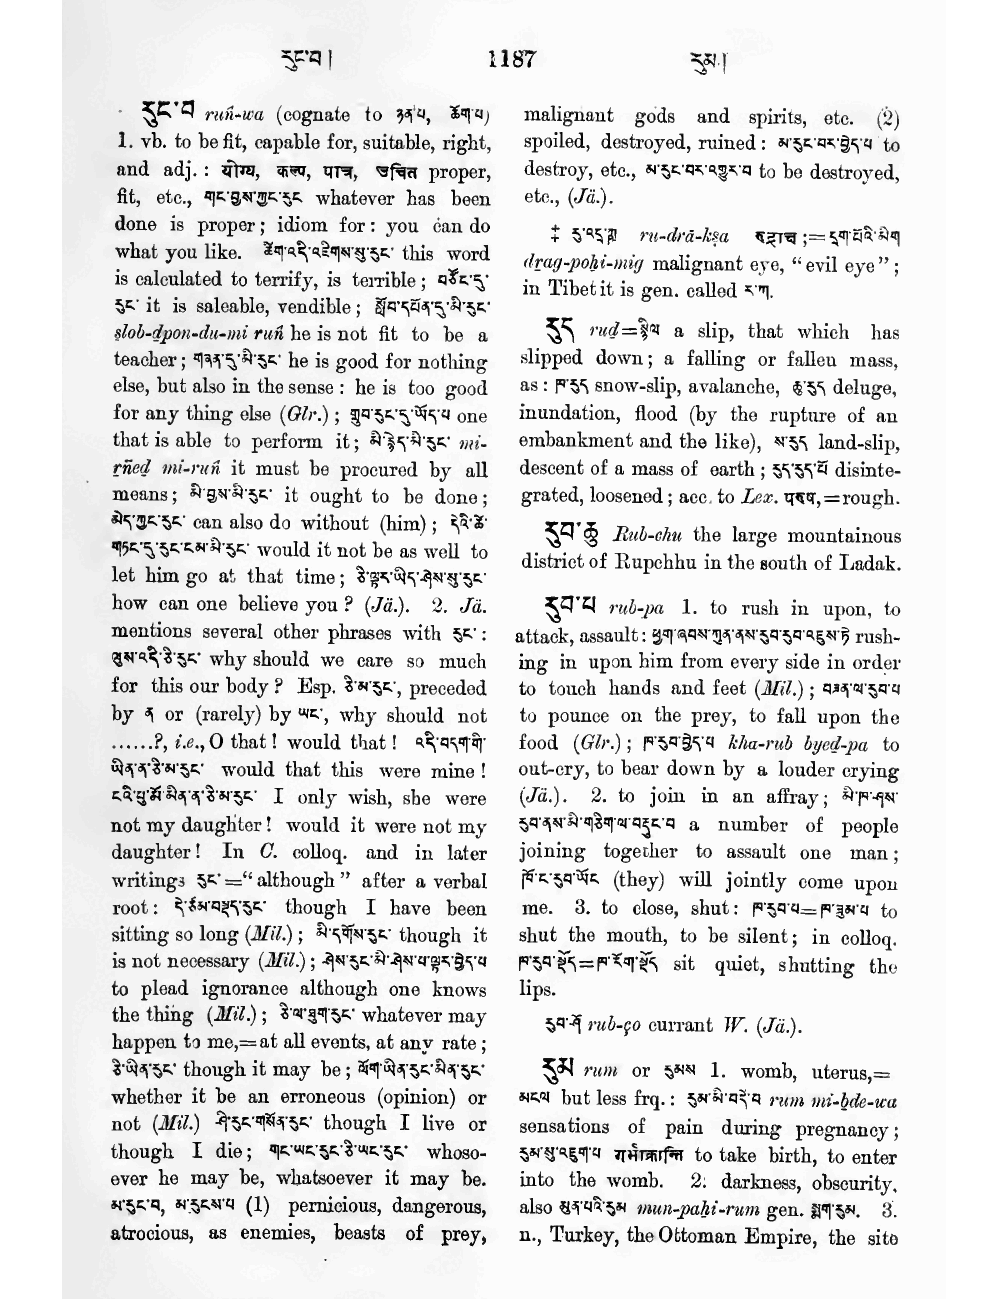 རུང་བ། 1187 རུམ།
རུང་བ ruñ-wa (cognate to ཉན་པ, ཆོག་པ)
1. vb. to be fit, capable for, suitable, right,
and adj.: योग्य, कल्प, पात्र, उचित proper,
fit, etc., གང་བྱས་ཀྱང་རུང whatever has been
done is proper; idiom for: you can do
what you like. ཚིག་འདི་འཇིགས་སུ་རུང་ this word
is calculated to terrify, is terrible; བཙོང་དུ་
རུང་ it is saleable, vendible; སློབ་དཔོན་དུ་མི་རུང་
slob-dpon-du-mi ruñ he is not fit to be a
teacher; གཞན་དུ་མི་རུང་ he is good for nothing
else, but also in the sense: he is too good
for any thing else (Glr.); གྲུབ་རུང་དུ་ཡོད་པ one
that is able to perform it; མི་རྙེད་མི་རུང་ mi-
rñed mi-ruñ it must be procured by all
means; མི་བྱས་མི་རུང་ it ought to be done;
མེད་ཀྱང་རུང་ can also do without (him); དེའི་ཚེ་
གཏང་དུ་རུང་ངམ་མི་རུང་ would it not be as well to
let him go at that time; ཅི་ལྟར་ཡིད་ཤེས་སུ་རུང་
how can one believe you? (Jä.). 2. Jä.
mentions several other phrases with རུང་:
ལུས་འདི་ཅི་རུང་ why should we care so much
for this our body? Esp. ཅི་མ་རུང་, preceded
by ན or (rarely) by ཡང་, why should not
......?, i.e., O that! would that! འདི་བདག་གི་
ཡིན་ན་ཅི་མ་རུང་ would that this were mine!
ངའི་བུ་མོ་མིན་ན་ཅི་མ་རུང་ I only wish, she were
not my daughter! would it were not my
daughter! In C. colloq. and in later
writings རུང་=“although” after a verbal
root: དེ་ཙམ་བསྡད་རུང་ though I have been
sitting so long (Mil.); མི་དགོས་རུང་ though it
is not necessary (Mil.); ཤེས་རུང་མི་ཤེས་པ་ལྟར་བྱེད་པ
to plead ignorance although one knows
the thing (Mil.); ཅི་ལ་ཐུག་རུང་ whatever may
happen to me,=at all events, at any rate;
ཅི་ཡིན་རུང་ though it may be; ལོག་ཡིན་རུང་མིན་རུང་
whether it be an erroneous (opinion) or
not (Mil.) ཤི་རུང་གསོན་རུང་ though I live or
though I die; གང་ཡང་རུང་ཅི་ཡང་རུང་ whoso-
ever he may be, whatsoever it may be.
མ་རུང་བ, མ་རུངས་པ (1) pernicious, dangerous,
atrocious, as enemies, beasts of prey,
malignant gods and spirits, etc. (2)
spoiled, destroyed, ruined: མ་རུང་བར་བྱེད་པ to
destroy, etc., མ་རུང་བར་འགྱུར་བ to be destroyed,
etc., (Jä.).
‡ རུ་འདྲ་ཀྵ ru-drā-kṣa रुद्राक्ष;=དྲག་པོའི་མིག
drag-poḥi-mig malignant eye, “evil eye”;
in Tibet it is gen. called ར་ཀ.
རུད rud=སྙིལ a slip, that which has
slipped down; a falling or fallen mass,
as: ཁ་རུད snow-slip, avalanche, ཆུ་རུད deluge,
inundation, flood (by the rupture of an
embankment and the like), ས་རུད land-slip,
descent of a mass of earth; རུད་རུད་པོ disinte-
grated, loosened; acc. to Lex. परुष,=rough.
རུབ་ཆུ Rub-chu the large mountainous
district of Rupchhu in the south of Ladak.
རུབ་པ rub-pa 1. to rush in upon, to
attack, assault: ཕྱག་ཞབས་ཀུན་ནས་རུབ་རུབ་འདུས་ཏེ rush-
ing in upon him from every side in order
to touch hands and feet (Mil.); བཟན་ལ་རུབ་པ
to pounce on the prey, to fall upon the
food (Glr.); ཁ་རུབ་བྱེད་པ kha-rub byed-pa to
out-cry, to bear down by a louder crying
(Jä.). 2. to join in an affray; མི་ཁ་ཤས་
རུབ་ནས་མི་གཅིག་ལ་བརྡུང་བ a number of people
joining together to assault one man;
ཁོ་ང་རུབ་ཡོང (they) will jointly come upon
me. 3. to close, shut: ཁ་རུབ་པ=ཁ་ཟུམ་པ to
shut the mouth, to be silent; in colloq.
ཁ་རུབ་སྡོད=ཁ་རོག་སྡོད sit quiet, shutting the
lips.
རུབ་ཤོ rub-ço currant W. (Jä.).
རུམ rum or རུམས 1. womb, uterus,=
མངལ but less frq.: རུམ་མི་བདེ་བ rum mi-bde-wa
sensations of pain during pregnancy;
རུམ་སུ་འཇུག་པ गर्भाक्रान्ति to take birth, to enter
into the womb. 2. darkness, obscurity,
also མུན་པའི་རུམ mun-paḥi-rum gen. སྨག་རུམ. 3.
n., Turkey, the Ottoman Empire, the site